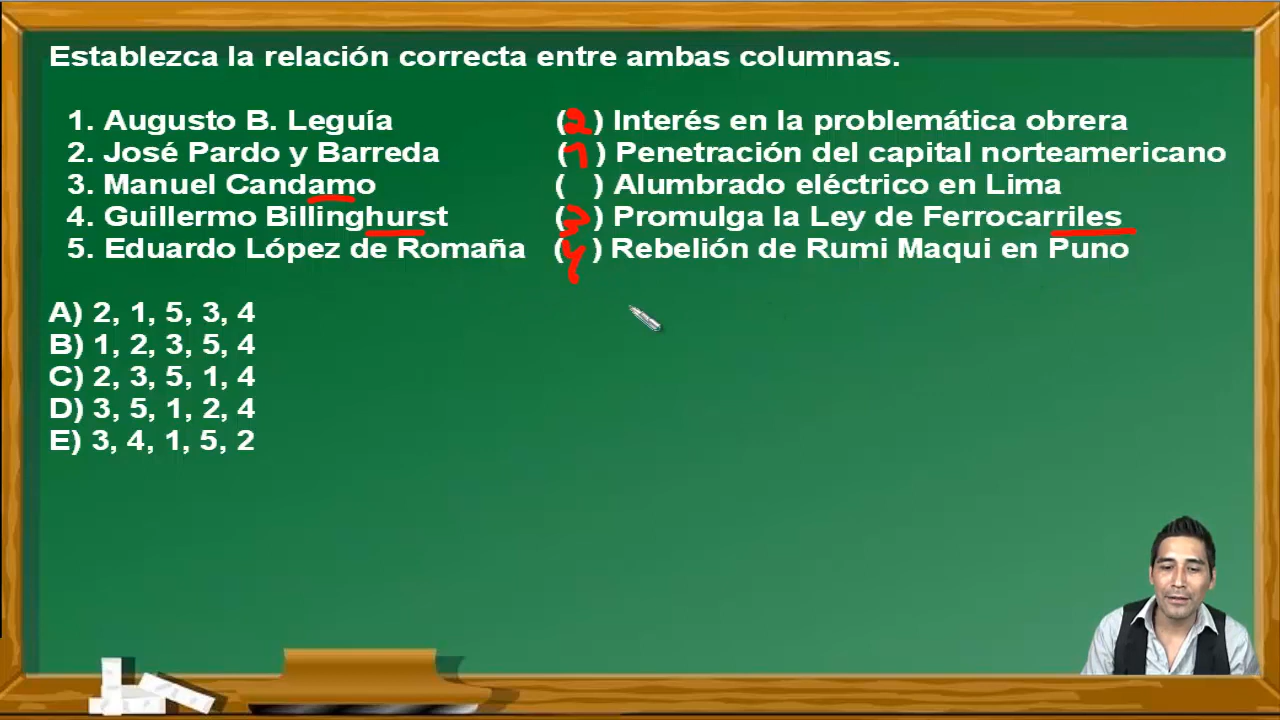 Establezca la relación correcta entre ambas columnas.
1. Augusto B. Leguía (2) Interés en la problemática obrera
2. José Pardo y Barreda (1) Penetración del capital norteamericano
3. Manuel Candamo ( ) Alumbrado eléctrico en Lima
4. Guillermo Billinghurst (3) Promulga la Ley de Ferrocarriles
5. Eduardo López de Romaña (4) Rebelión de Rumi Maqui en Puno
A) 2, 1, 5, 3, 4
B) 1, 2, 3, 5, 4
C) 2, 3, 5, 1, 4
D) 3, 5, 1, 2, 4
E) 3, 4, 1, 5, 2